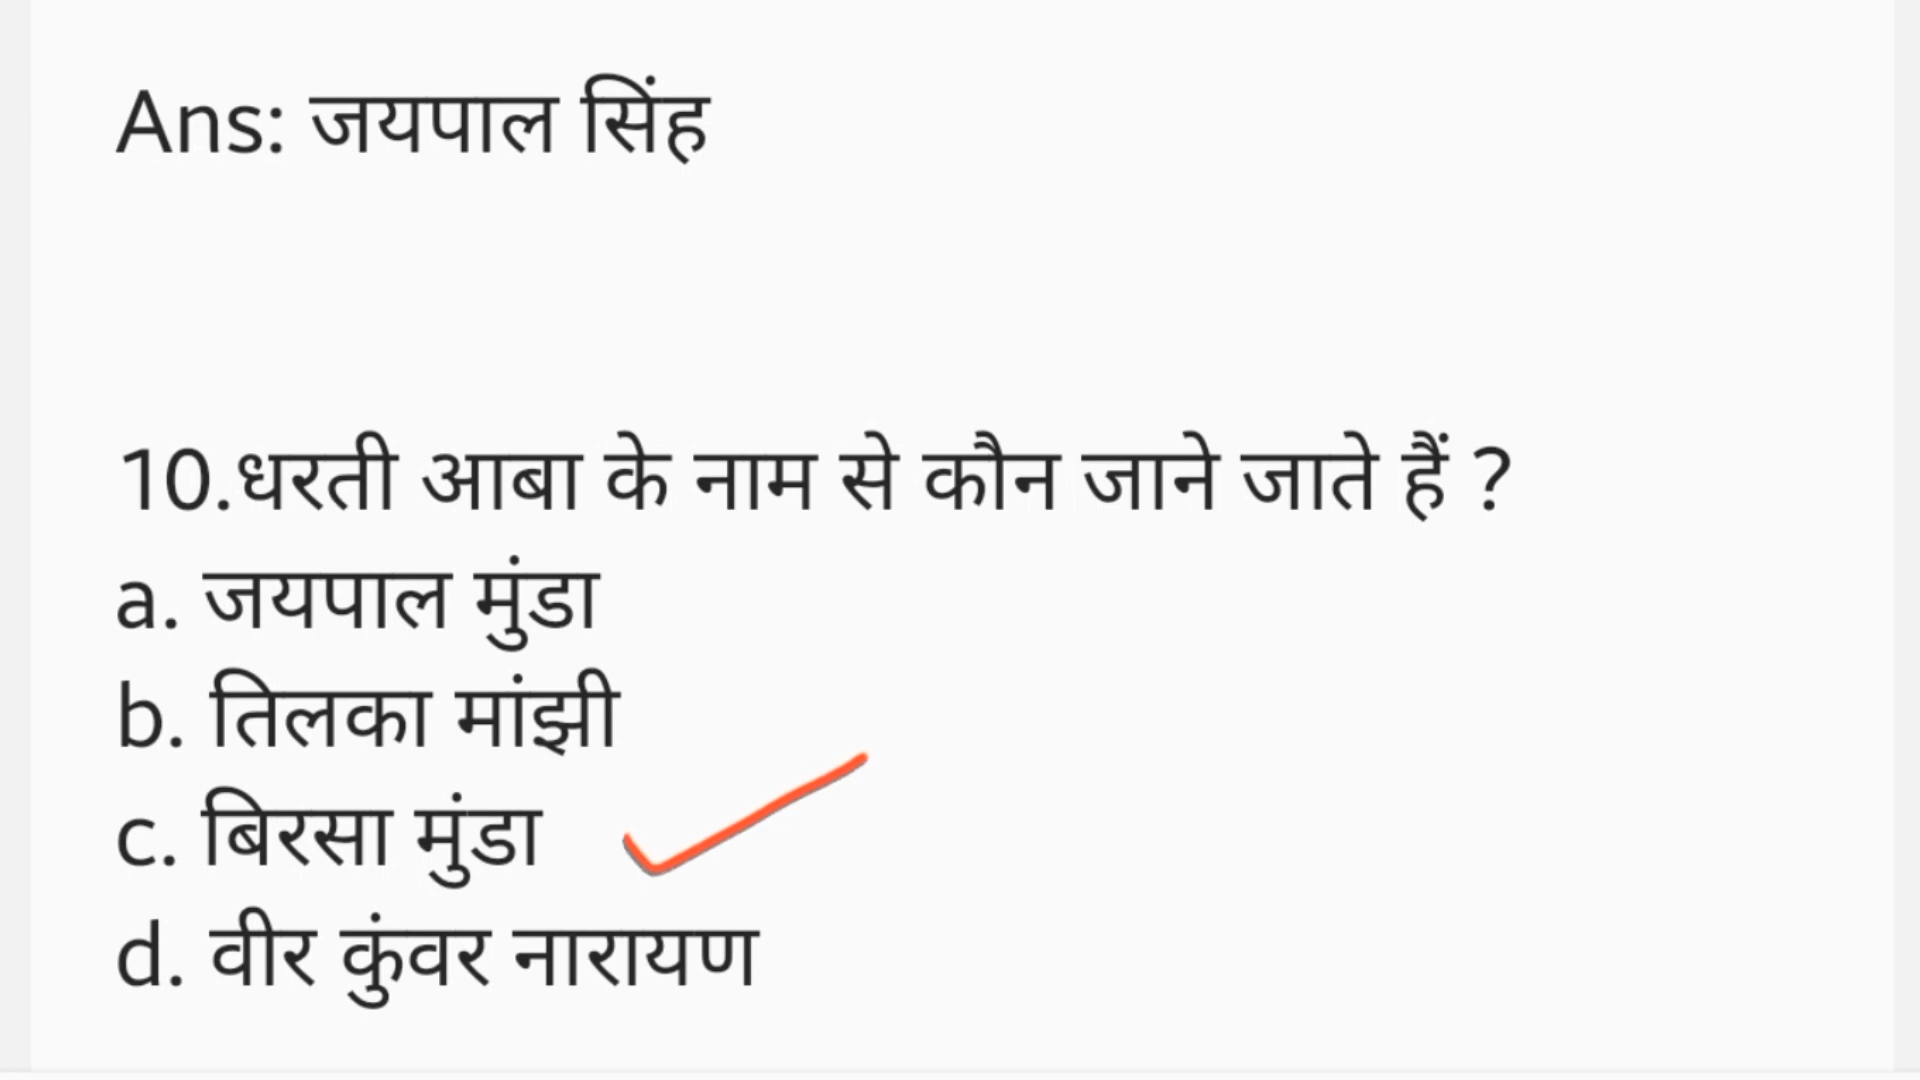 Ans: जयपाल सिंह
10.धरती आबा के नाम से कौन जाने जाते हैं ?
a. जयपाल मुंडा
b. तिलका मांझी
c. बिरसा मुंडा
d. वीर कुंवर नारायण